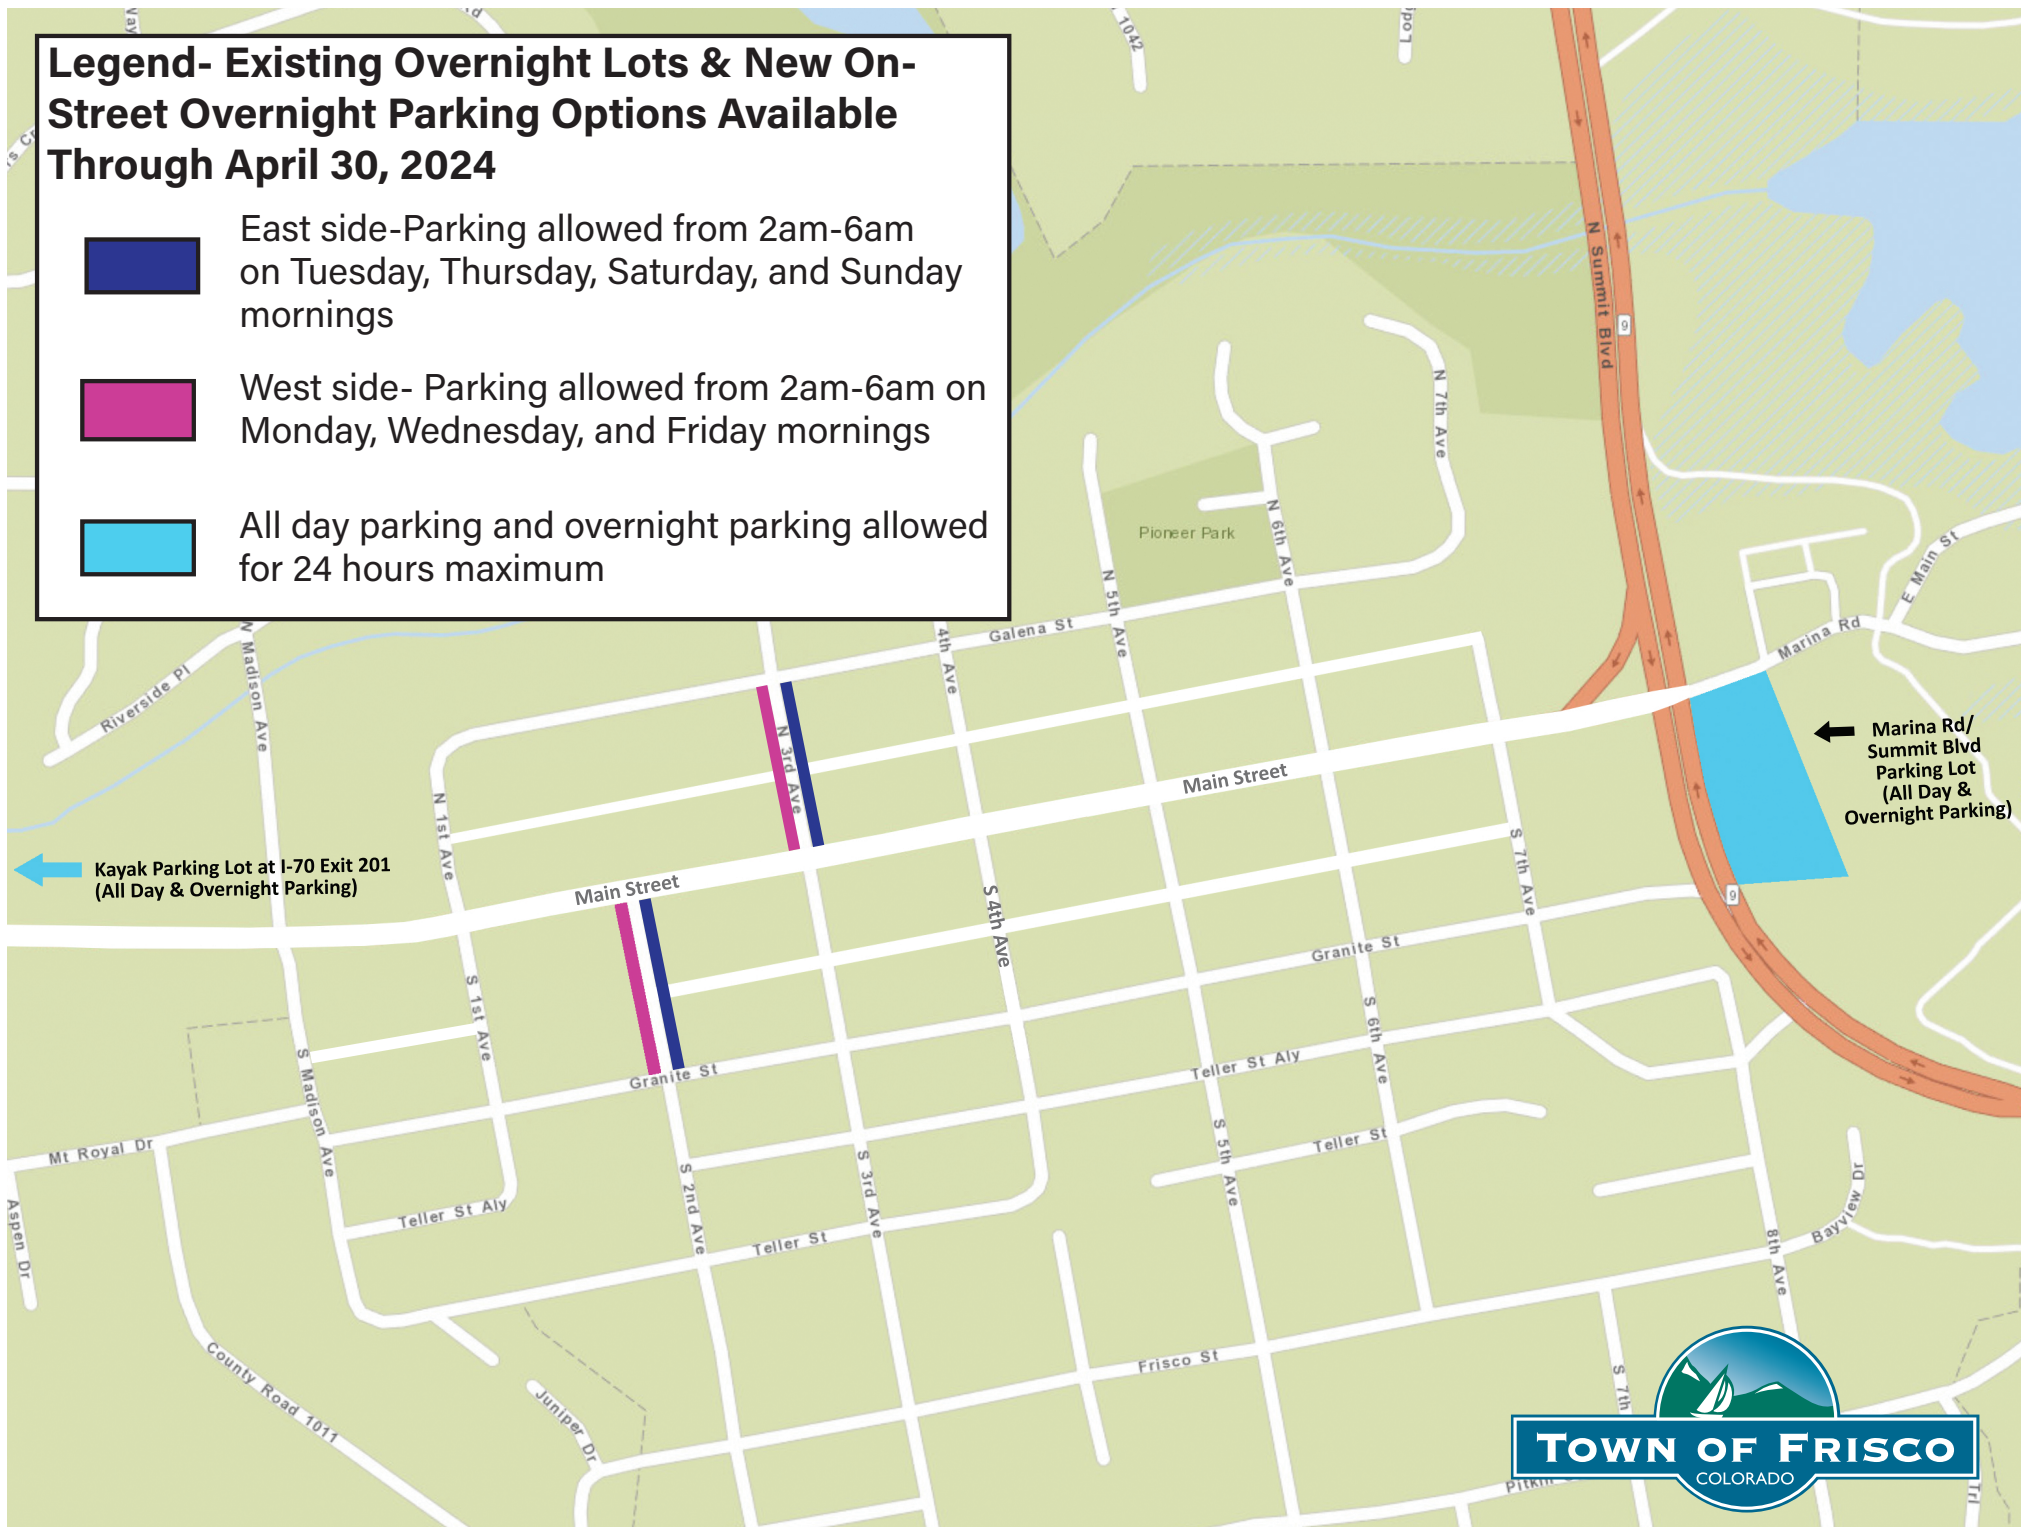 Legend- Existing Overnight Lots & New On-
Street Overnight Parking Options Available
Through April 30, 2024
East side-Parking allowed from 2am-6am
on Tuesday, Thursday, Saturday, and Sunday
mornings
West side- Parking allowed from 2am-6am on
Monday, Wednesday, and Friday mornings
All day parking and overnight parking allowed
for 24 hours maximum
Way
1042
N Summit Blvd
9
N 7th Ave
Pioneer Park
N 6th Ave
N 5th Ave
E Main St
Marina Rd
Galena St
4th Ave
N Madison Ave
Riverside Pl
N 3rd Ave
Marina Rd/
Summit Blvd
Parking Lot
(All Day &
Overnight Parking)
Main Street
N 1st Ave
Kayak Parking Lot at I-70 Exit 201
(All Day & Overnight Parking)
Main Street
S 7th Ave
9
S 4th Ave
Granite St
S 1st Ave
S 6th Ave
S Madison Ave
Granite St
Teller St Aly
Mt Royal Dr
Teller St
S 5th Ave
S 2nd Ave
S 3rd Ave
Bayview Dr
Aspen Dr
Teller St Aly
Teller St
8th Ave
County Road 1011
Frisco St
S 7th
Juniper Dr
TOWN OF FRISCO
COLORADO
Pitkin
Trl